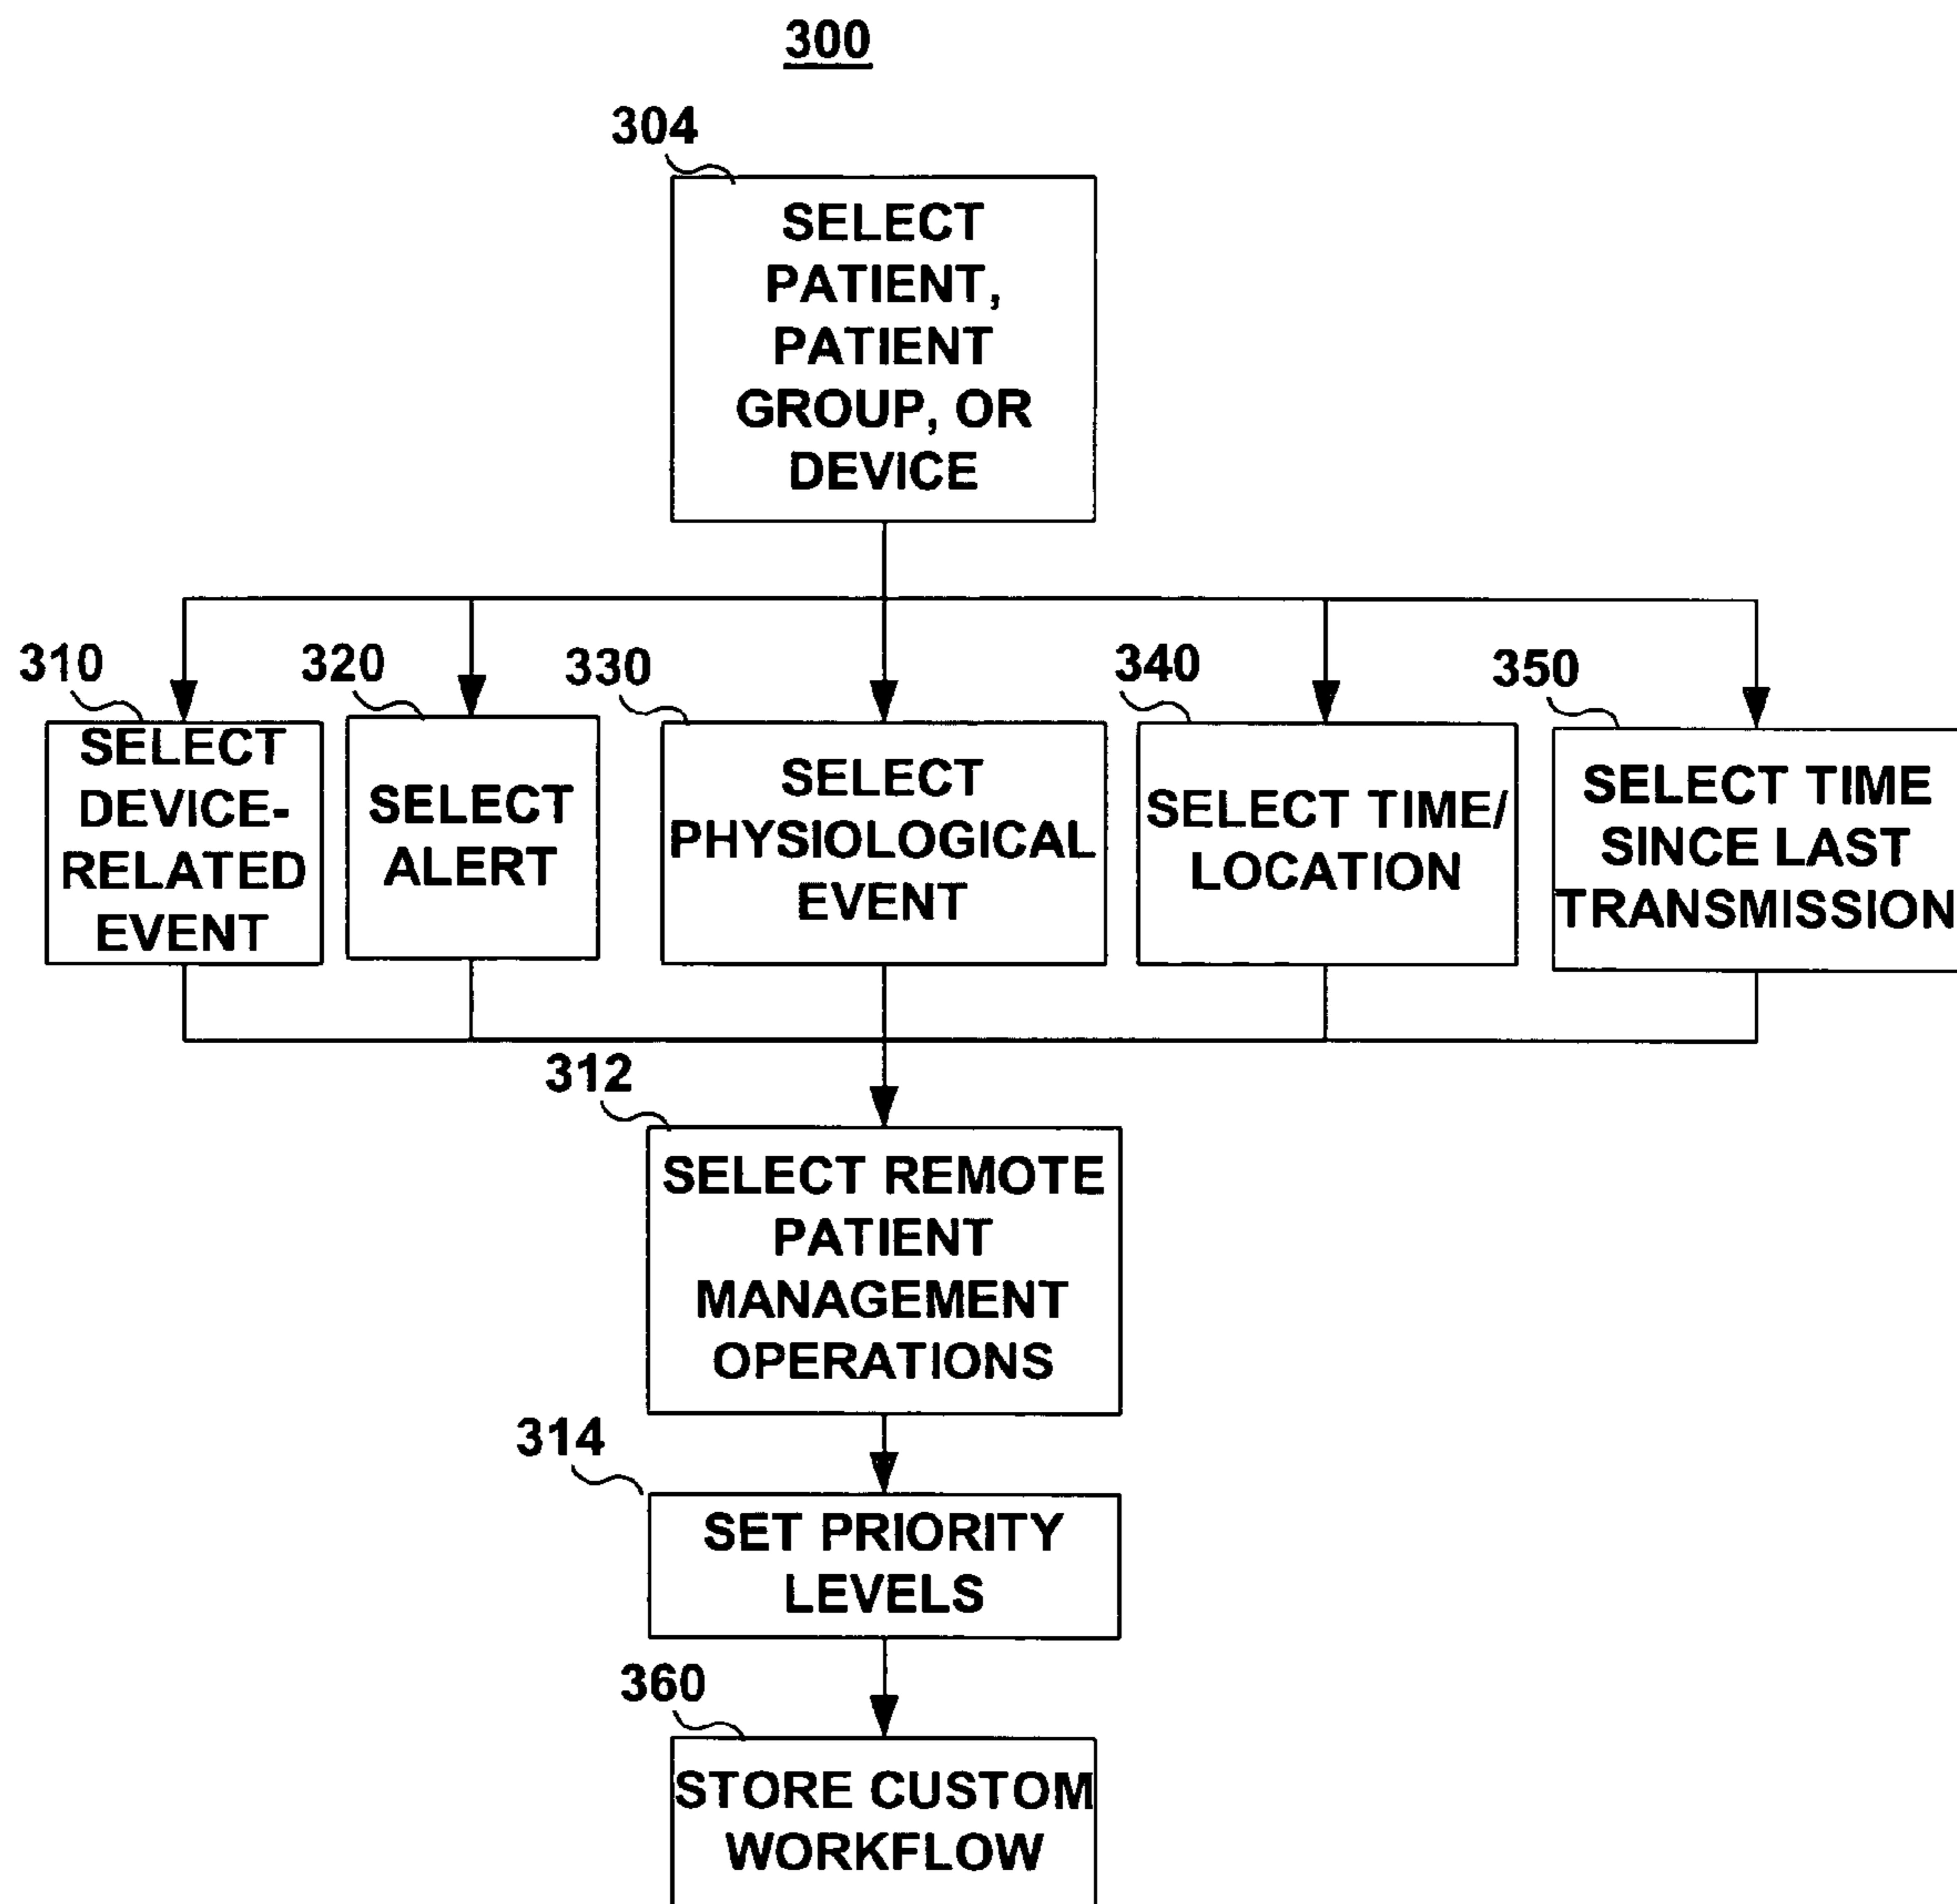 300
304
SELECT
PATIENT,
PATIENT
GROUP, OR
DEVICE
310
SELECT
DEVICE-
RELATED
EVENT
320
SELECT
ALERT
330
SELECT
PHYSIOLOGICAL
EVENT
340
SELECT TIME/
LOCATION
350
SELECT TIME
SINCE LAST
TRANSMISSION
312
SELECT REMOTE
PATIENT
MANAGEMENT
OPERATIONS
314
SET PRIORITY
LEVELS
360
STORE CUSTOM
WORKFLOW